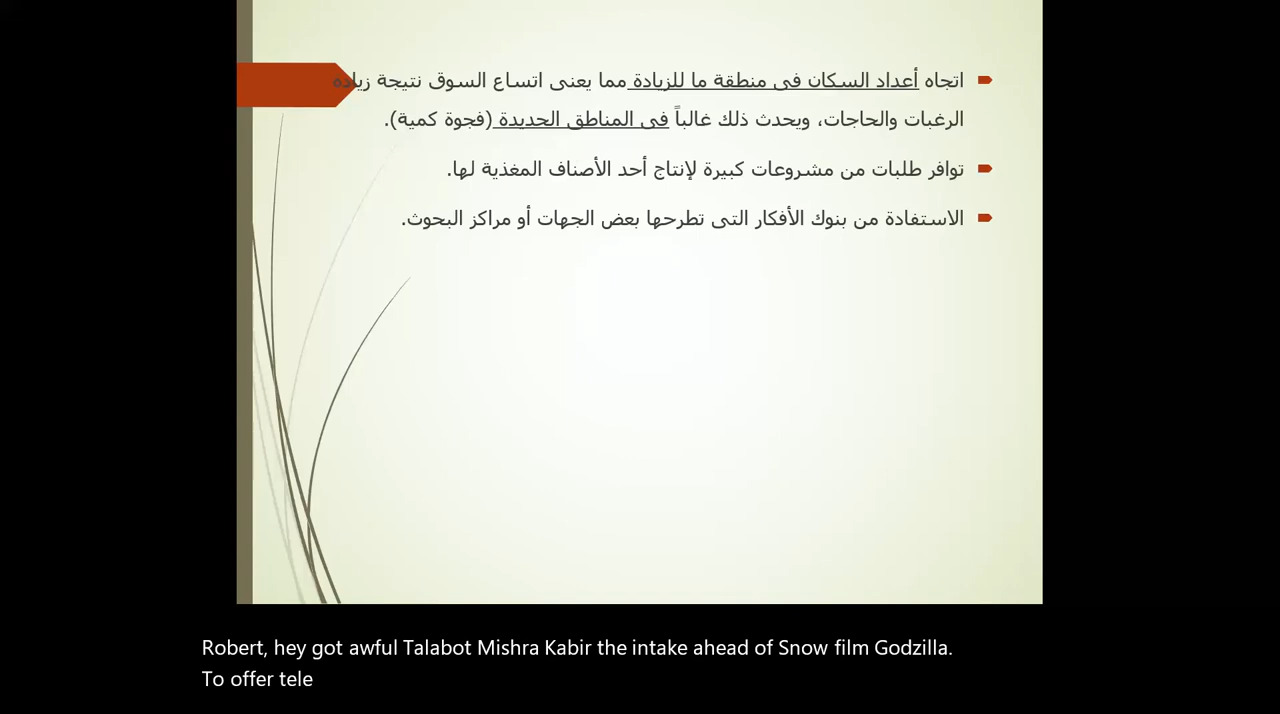 اتجاه أعداد السكان فى منطقة ما للزيادة مما يعنى اتساع السوق نتيجة زيادة
الرغبات والحاجات، ويحدث ذلك غالباً فى المناطق الجديدة (فجوة كمية).
توافر طلبات من مشروعات كبيرة لإنتاج أحد الأصناف المغذية لها.
الاستفادة من بنوك الأفكار التى تطرحها بعض الجهات أو مراكز البحوث.
Robert, hey got awful Talabot Mishra Kabir the intake ahead of Snow film Godzilla.
To offer tele